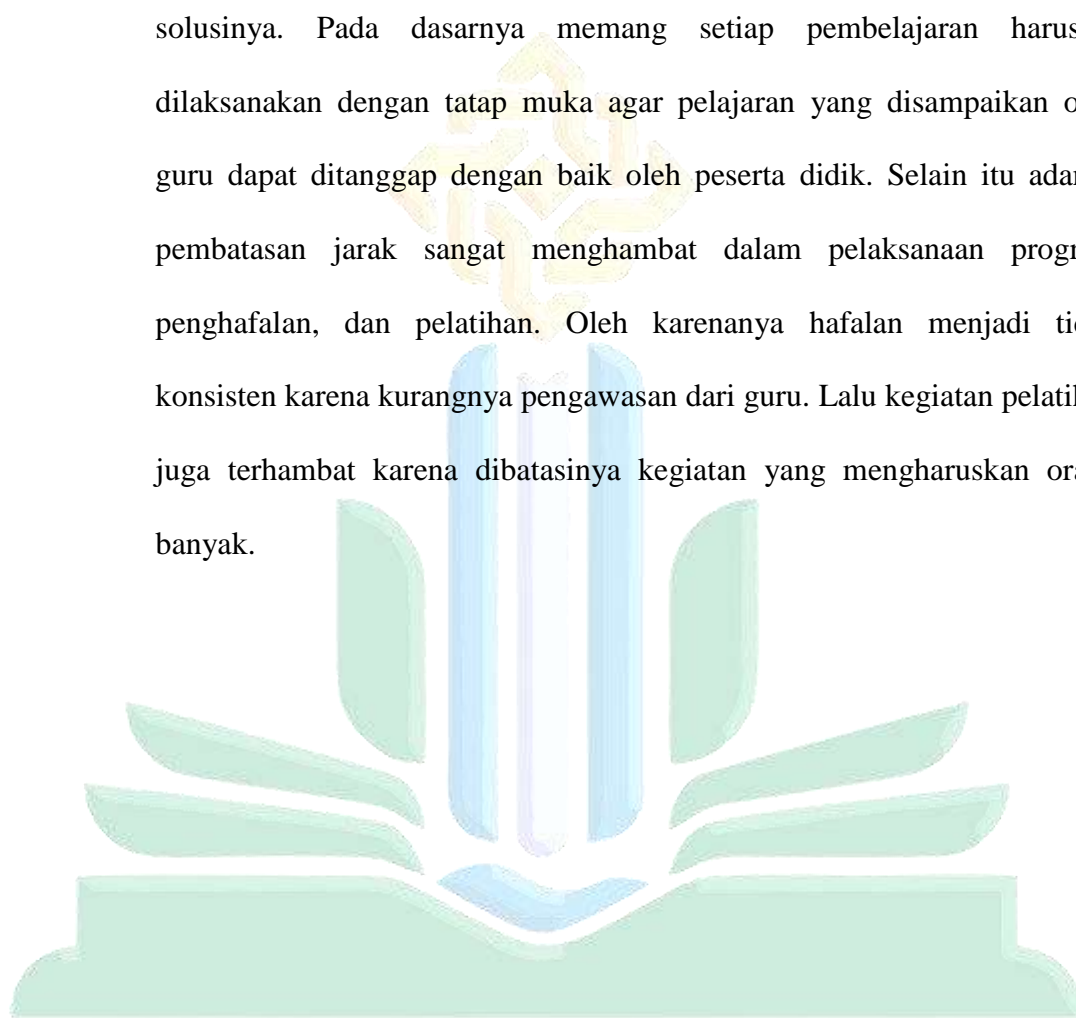 solusinya. Pada dasarnya memang setiap pembelajaran harus
dilaksanakan dengan tatap muka agar pelajaran yang disampaikan
guru dapat ditanggap dengan baik oleh peserta didik. Selain itu
pembatasan jarak sangat menghambat dalam pelaksanaan
penghafalan, dan pelatihan. Oleh karenanya hafalan menjadi
konsisten karena kurangnya pengawasan dari guru. Lalu kegiatan
juga terhambat karena dibatasinya kegiatan yang mengharuskan
banyak.